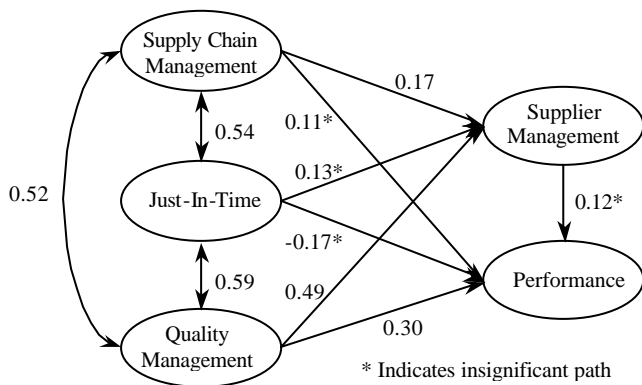 Supply Chain
Management
0.17
Supplier
Management
0.11*
0.54
0.13*
0.52
Just-In-Time
0.12*
-0.17*
0.59
0.49
Performance
Quality
Management
0.30
* Indicates insignificant path